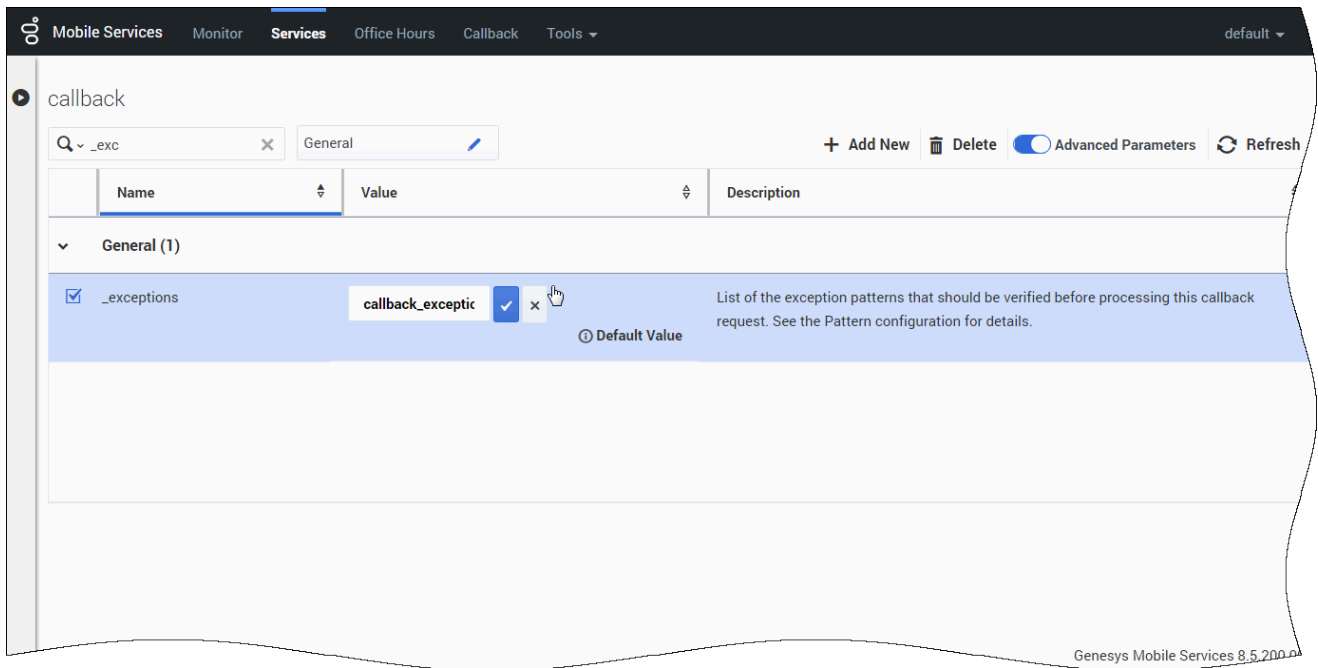 Mobile Services Monitor Services Office Hours Callback Tools default
callback
_exc General Add New Delete Advanced Parameters Refresh
Name Value Description
General (1)
_exceptions callback_exceptic List of the exception patterns that should be verified before processing this callback
request. See the Pattern configuration for details.
Default Value
Genesys Mobile Services 8.5.200